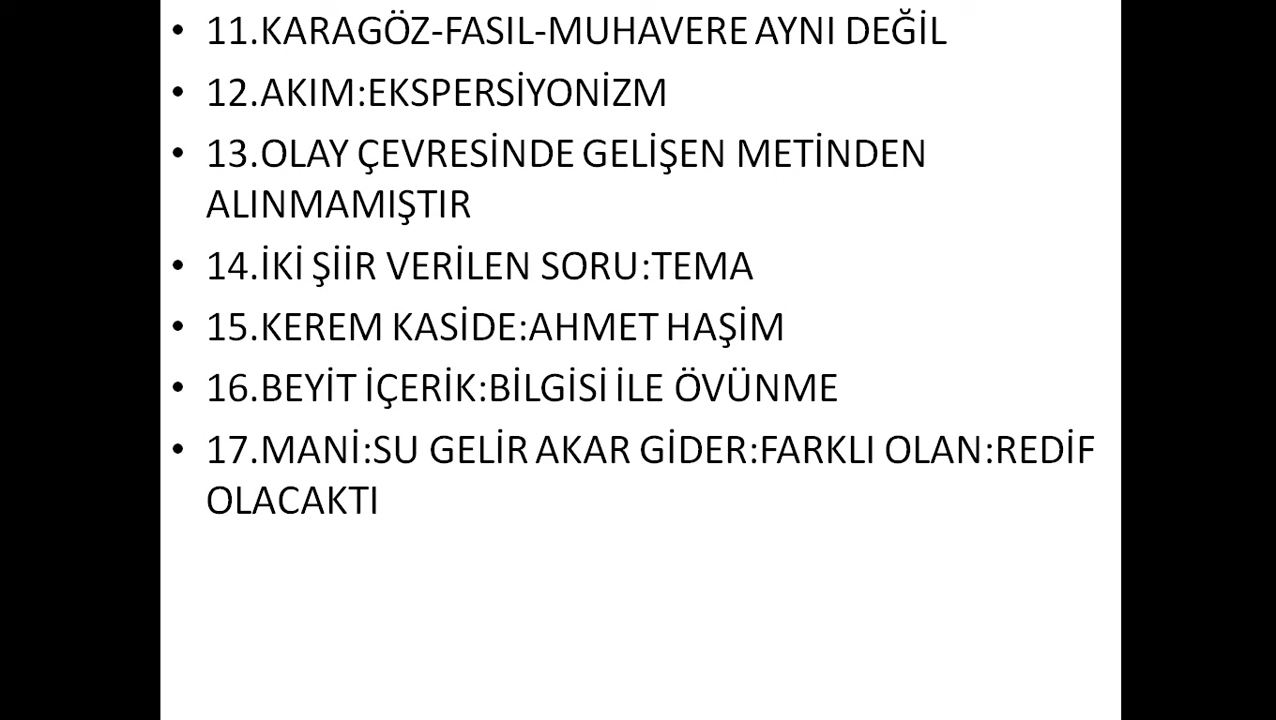 • 11.KARAGÖZ-FASIL-MUHAVERE AYNI DEĞİL
• 12.AKIM:EKSPERSİYONİZM
• 13.OLAY ÇEVRESİNDE GELİŞEN METİNDEN
ALINMAMIŞTIR
• 14.İKİ ŞİİR VERİLEN SORU:TEMA
• 15.KEREM KASİDE:AHMET HAŞİM
• 16.BEYİT İÇERİK:BİLGİSİ İLE ÖVÜNME
• 17.MANİ:SU GELİR AKAR GİDER:FARKLI OLAN:REDİF
OLACAKTI